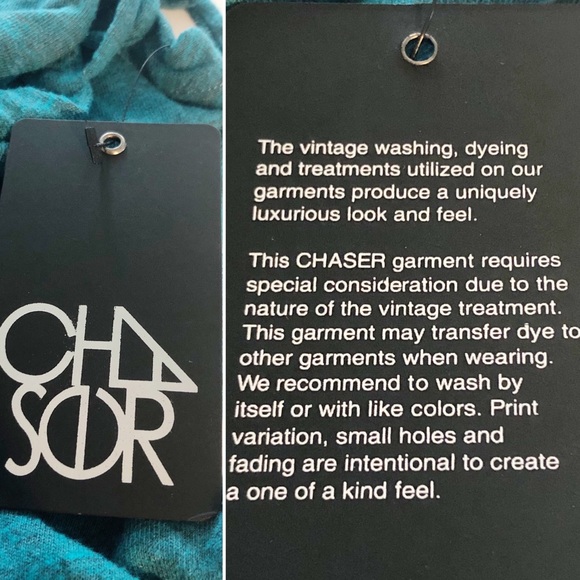 CHA
SER
The vintage washing, dyeing
and treatments utilized on our
garments produce a uniquely
luxurious look and feel.
This CHASER garment requires
special consideration due to the
nature of the vintage treatment.
This garment may transfer dye to
other garments when wearing.
We recommend to wash by
itself or with like colors. Print
variation, small holes and
fading are intentional to create
a one of a kind feel.